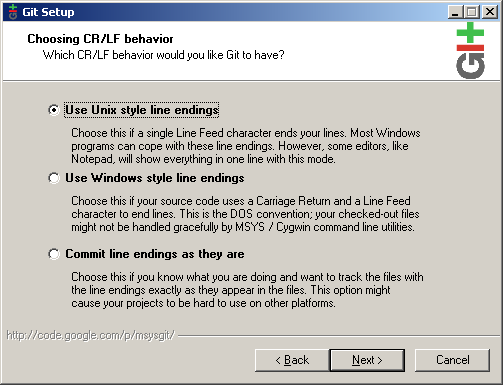 Git Setup
Choosing CR/LF behavior
Which CR/LF behavior would you like Git to have?
Git
Use Unix style line endings
Choose this if a single Line Feed character ends your lines. Most Windows
programs can cope with these line endings. However, some editors, like
Notepad, will show everything in one line with this mode.
Use Windows style line endings
Choose this if your source code uses a Carriage Return and a Line Feed
character to end lines. This is the DOS convention; your checked-out files
might not be handled gracefully by MSYS / Cygwin command line utilities.
Commit line endings as they are
Choose this if you know what you are doing and want to track the files with
the line endings exactly as they appear in the files. This option might
cause your projects to be hard to use on other platforms.
http://code.google.com/p/msysgit/
< Back
Next >
Cancel